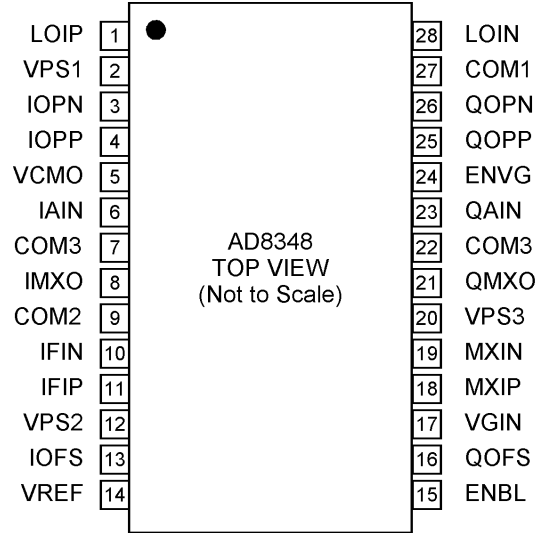 LOIP 1 28 LOIN
VPS1 2 27 COM1
IOPN 3 26 QOPN
IOPP 4 25 QOPP
VCMO 5 24 ENVG
IAIN 6 23 QAIN
COM3 7 22 COM3
IMXO 8 21 QMXO
COM2 9 20 VPS3
IFIN 10 19 MXIN
IFIP 11 18 MXIP
VPS2 12 17 VGIN
IOFS 13 16 QOFS
VREF 14 15 ENBL
AD8348
TOP VIEW
(Not to Scale)